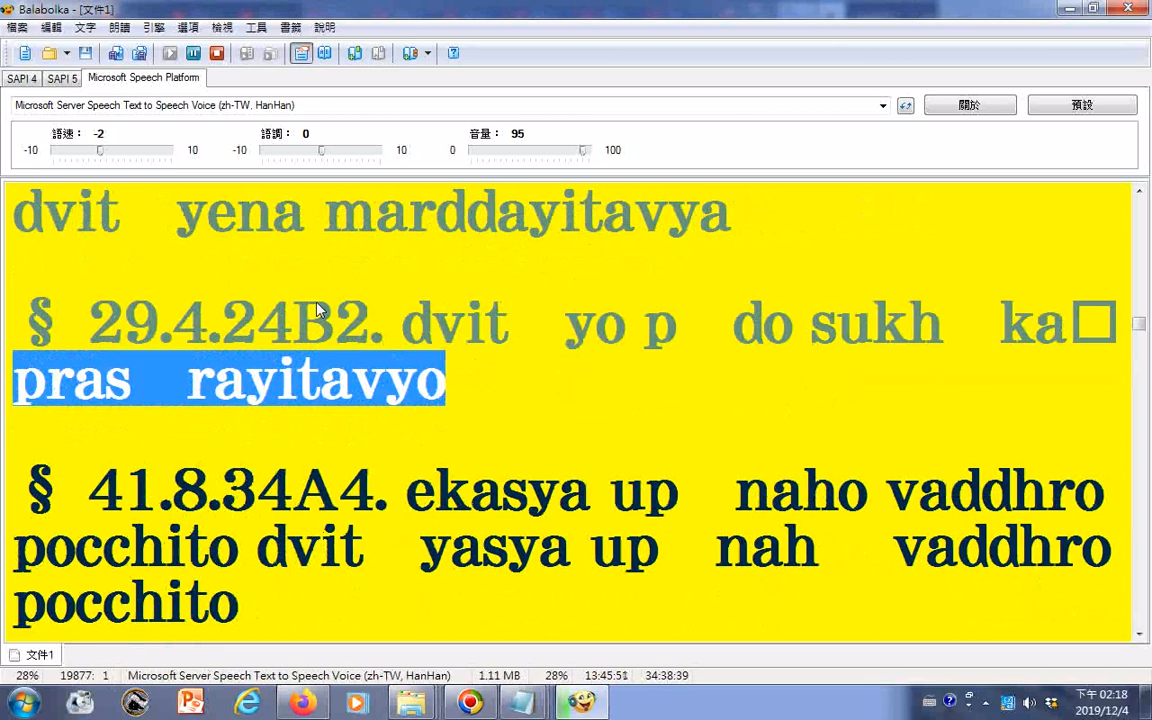 Balabolka - [文件1]
檔案 編輯 文字 朗讀 引擎 選項 檢視 工具 書籤 說明
SAPI 4 SAPI 5 Microsoft Speech Platform
Microsoft Server Speech Text to Speech Voice (zh-TW, HanHan) 關於 預設
語速： -2 語調： 0 音量： 95
-10 10 -10 10 0 100
dvit yena marddayitavya
§ 29.4.24B2. dvit yo p do sukh ka□
pras rayitavyo
§ 41.8.34A4. ekasya up naho vaddhro
pocchito dvit yasya up nah vaddhro
pocchito
文件1
28% 19877: 1 Microsoft Server Speech Text to Speech Voice (zh-TW, HanHan) 1.11 MB 28% 13:45:51 34:38:39
下午 02:18
2019/12/4